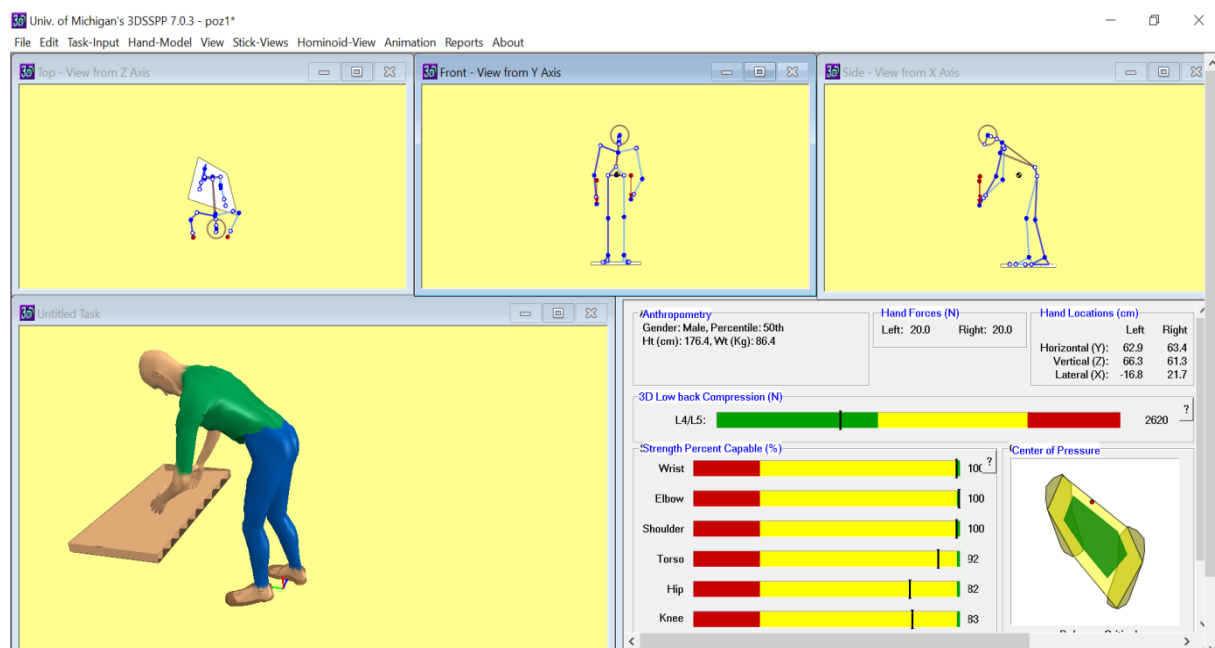 Univ. of Michigan's 3DSSPP 7.0.3 - poz1*
File Edit Task-Input Hand-Model View Stick-Views Hominoid-View Animation Reports About
Top - View from Z Axis
Front - View from Y Axis
Side - View from X Axis
Untitled Task
Anthropometry
Gender: Male, Percentile: 50th
Ht (cm): 176.4, Wt (Kg): 86.4
Hand Forces (N)
Left: 20.0 Right: 20.0
Hand Locations (cm)
Left Right
Horizontal (Y): 62.9 63.4
Vertical (Z): 66.3 61.3
Lateral (X): -16.8 21.7
3D Low back Compression (N)
L4/L5: 2620 ?
Strength Percent Capable (%)
Wrist 100 ?
Elbow 100
Shoulder 100
Torso 92
Hip 82
Knee 83
Center of Pressure